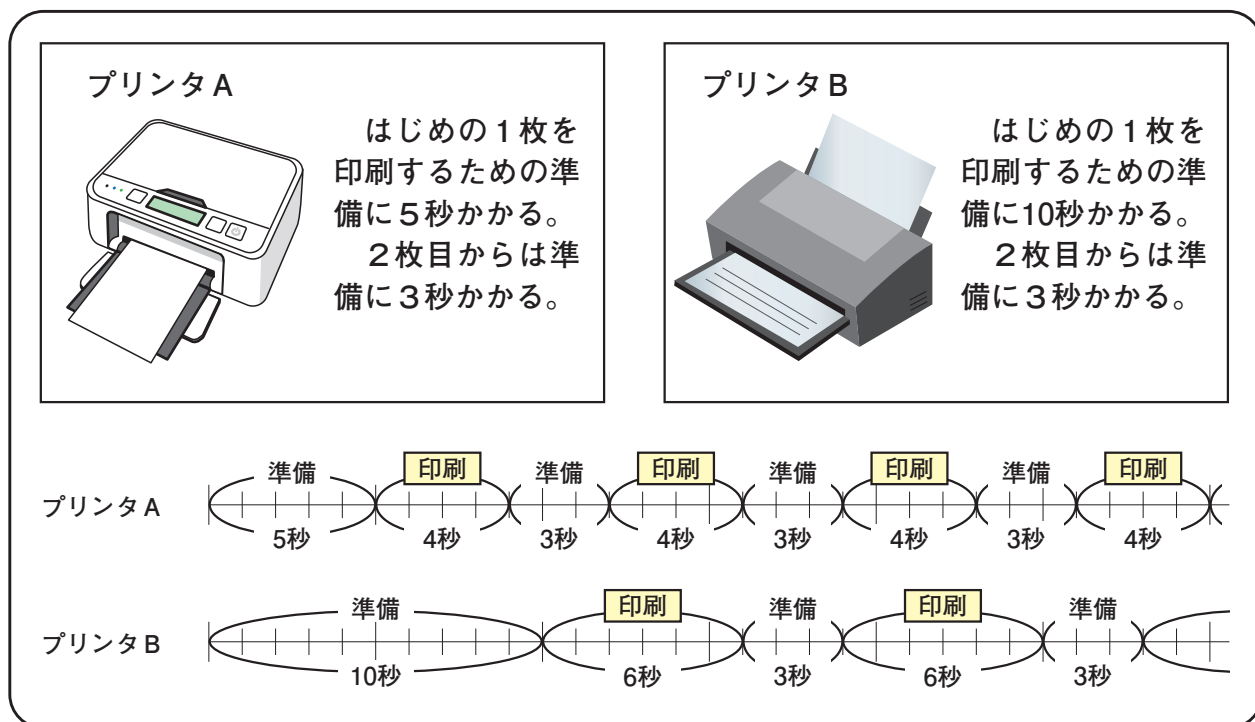 プリンタA
はじめの1枚を
印刷するための準
備に5秒かかる。
2枚目からは準
備に3秒かかる。
プリンタB
はじめの1枚を
印刷するための準
備に10秒かかる。
2枚目からは準
備に3秒かかる。
準備 印刷 準備 印刷 準備 印刷 準備 印刷
プリンタA
5秒 4秒 3秒 4秒 3秒 4秒 3秒 4秒
準備 印刷 準備 印刷 準備
プリンタB
10秒 6秒 3秒 6秒 3秒